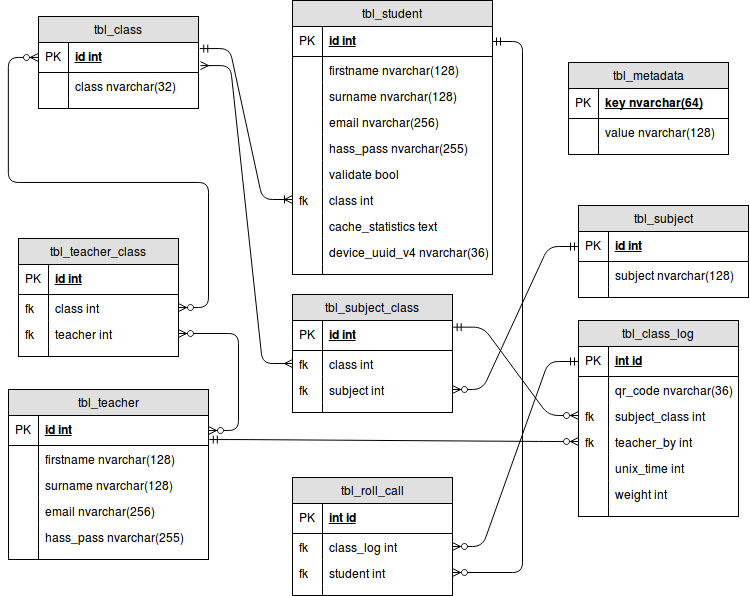 tbl_class
PK id int
class nvarchar(32)
tbl_student
PK id int
firstname nvarchar(128)
surname nvarchar(128)
email nvarchar(256)
hass_pass nvarchar(255)
validate bool
fk class int
cache_statistics text
device_uuid_v4 nvarchar(36)
tbl_metadata
PK key nvarchar(64)
value nvarchar(128)
tbl_subject
PK id int
subject nvarchar(128)
tbl_teacher_class
PK id int
fk class int
fk teacher int
tbl_subject_class
PK id int
fk class int
fk subject int
tbl_class_log
PK int id
qr_code nvarchar(36)
fk subject_class int
fk teacher_by int
unix_time int
weight int
tbl_teacher
PK id int
firstname nvarchar(128)
surname nvarchar(128)
email nvarchar(256)
hass_pass nvarchar(255)
tbl_roll_call
PK int id
fk class_log int
fk student int